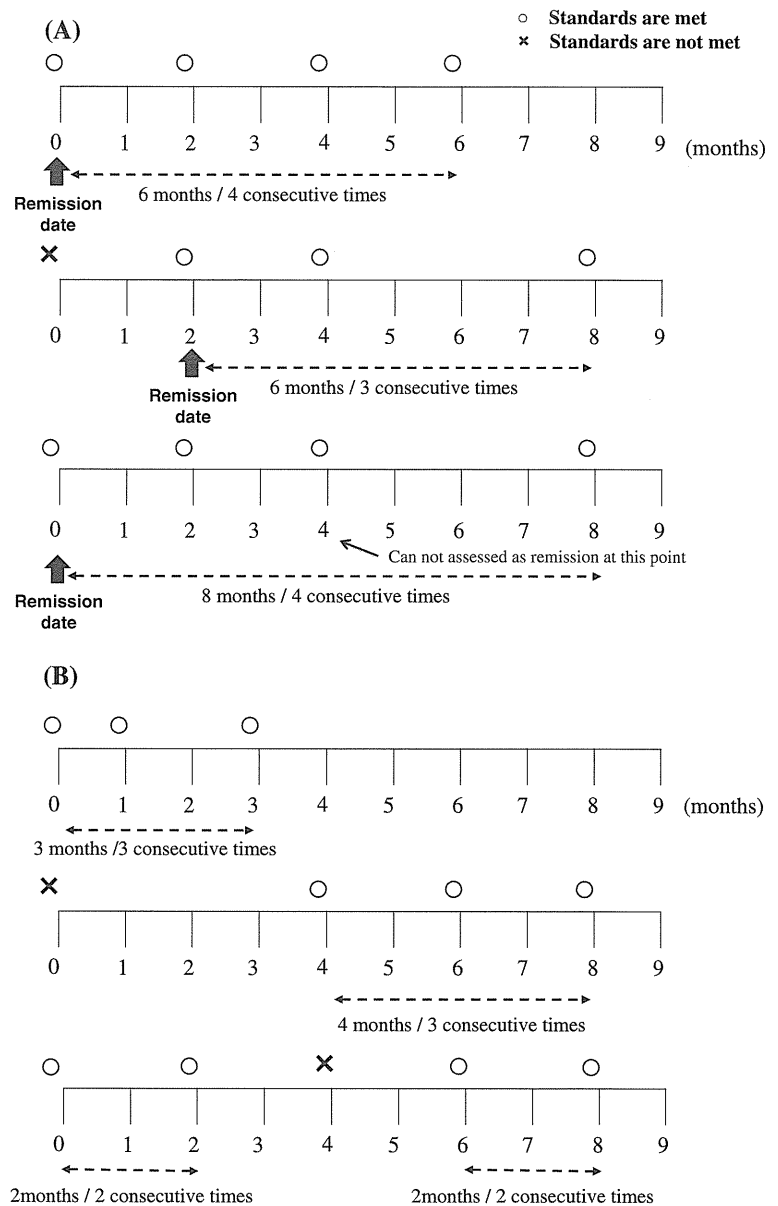 (A)
○ Standards are met
× Standards are not met
0 1 2 3 4 5 6 7 8 9 (months)
6 months / 4 consecutive times
Remission
date
0 1 2 3 4 5 6 7 8 9
6 months / 3 consecutive times
Remission
date
0 1 2 3 4 5 6 7 8 9
Can not assessed as remission at this point
8 months / 4 consecutive times
Remission
date
(B)
0 1 2 3 4 5 6 7 8 9 (months)
3 months /3 consecutive times
0 1 2 3 4 5 6 7 8 9
4 months / 3 consecutive times
0 1 2 3 4 5 6 7 8 9
2months / 2 consecutive times 2months / 2 consecutive times